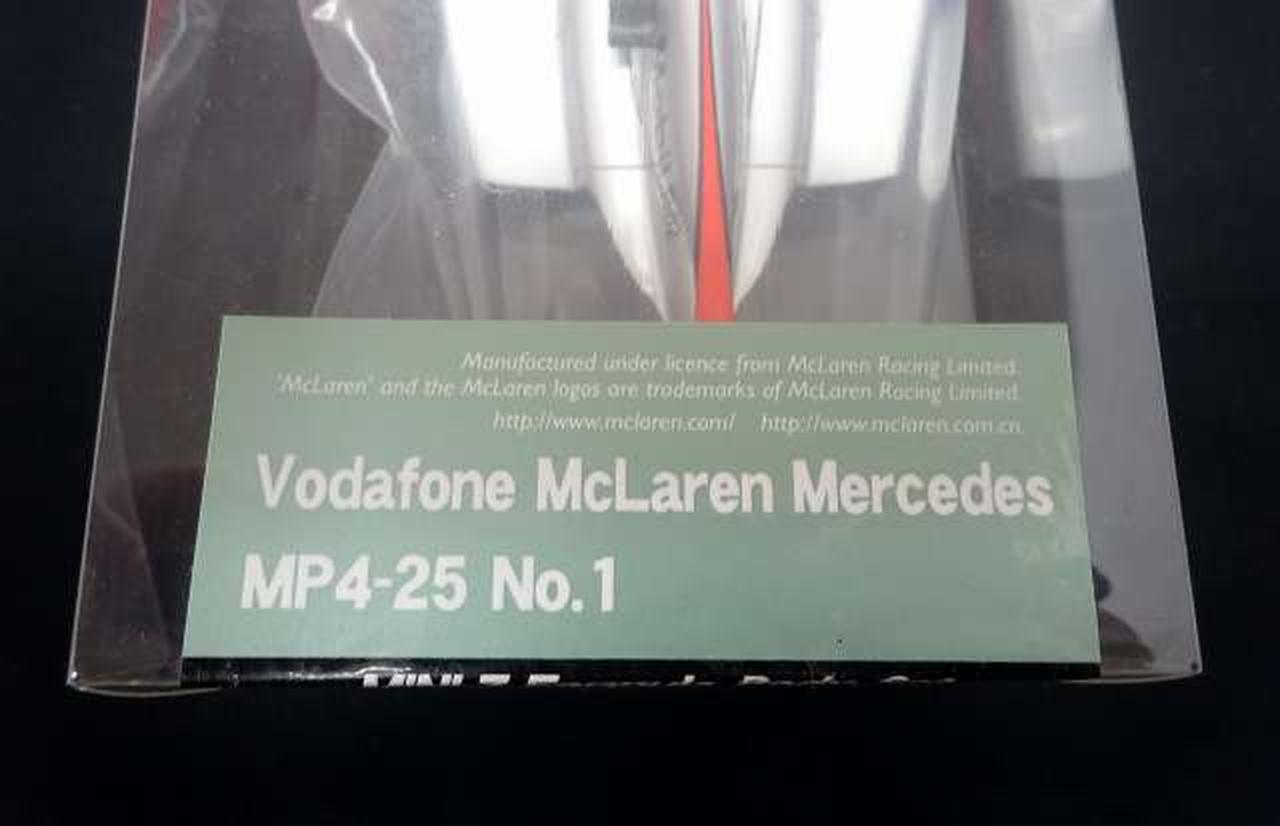 Manufactured under licence from McLaren Racing Limited.
'McLaren' and the McLaren logos are trademarks of McLaren Racing Limited.
http://www.mclaren.com/ http://www.mclaren.com.cn
Vodafone McLaren Mercedes
MP4-25 No.1